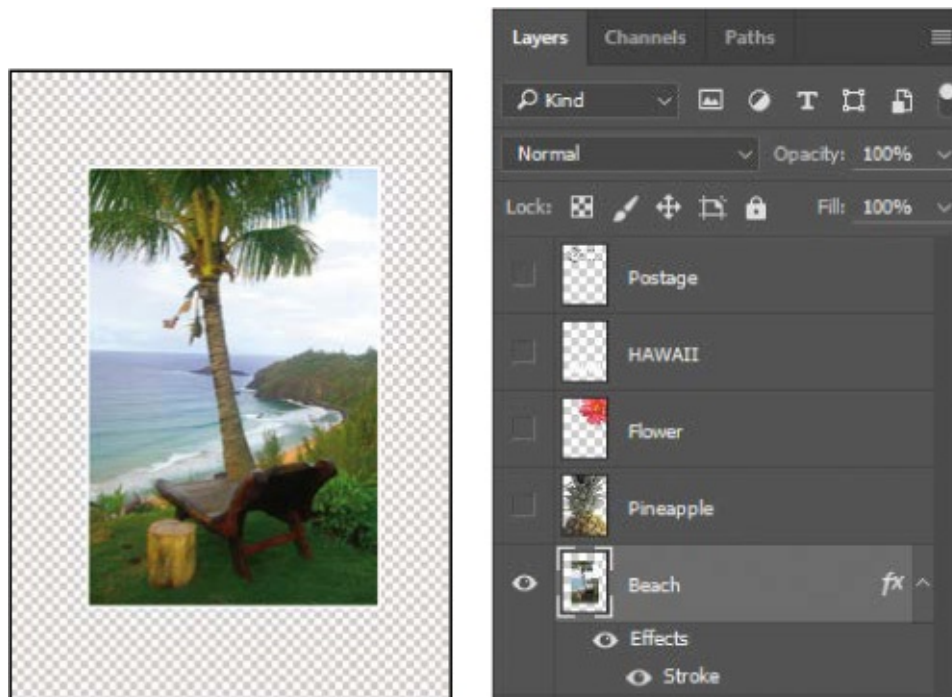 Layers Channels Paths
Kind T
Normal Opacity: 100%
Lock: Fill: 100%
Postage
HAWAII
Flower
Pineapple
Beach fx
Effects
Stroke